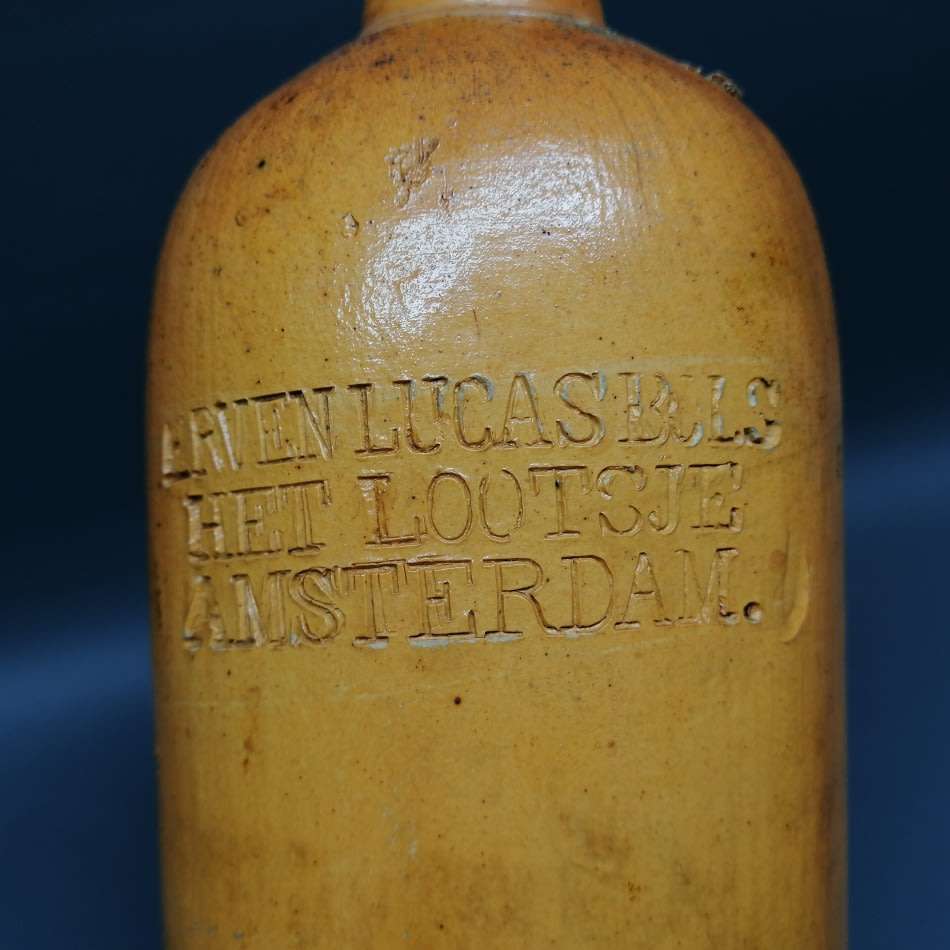 ERVEN LUCAS BOLS
HET LOOTSJE
AMSTERDAM.